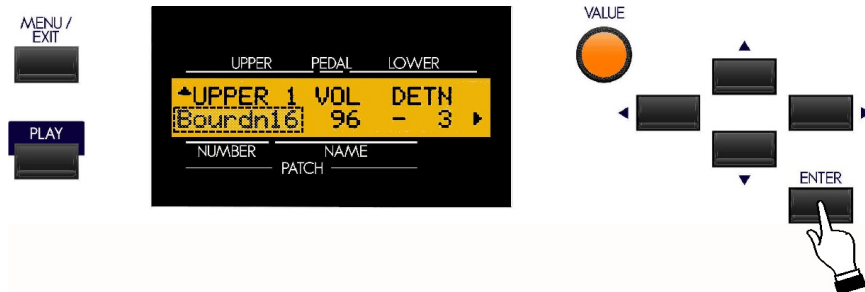 MENU /
EXIT
PLAY
UPPER PEDAL LOWER
UPPER 1 VOL DETN
Bourdn16 96 - 3
NUMBER NAME
PATCH
VALUE
ENTER